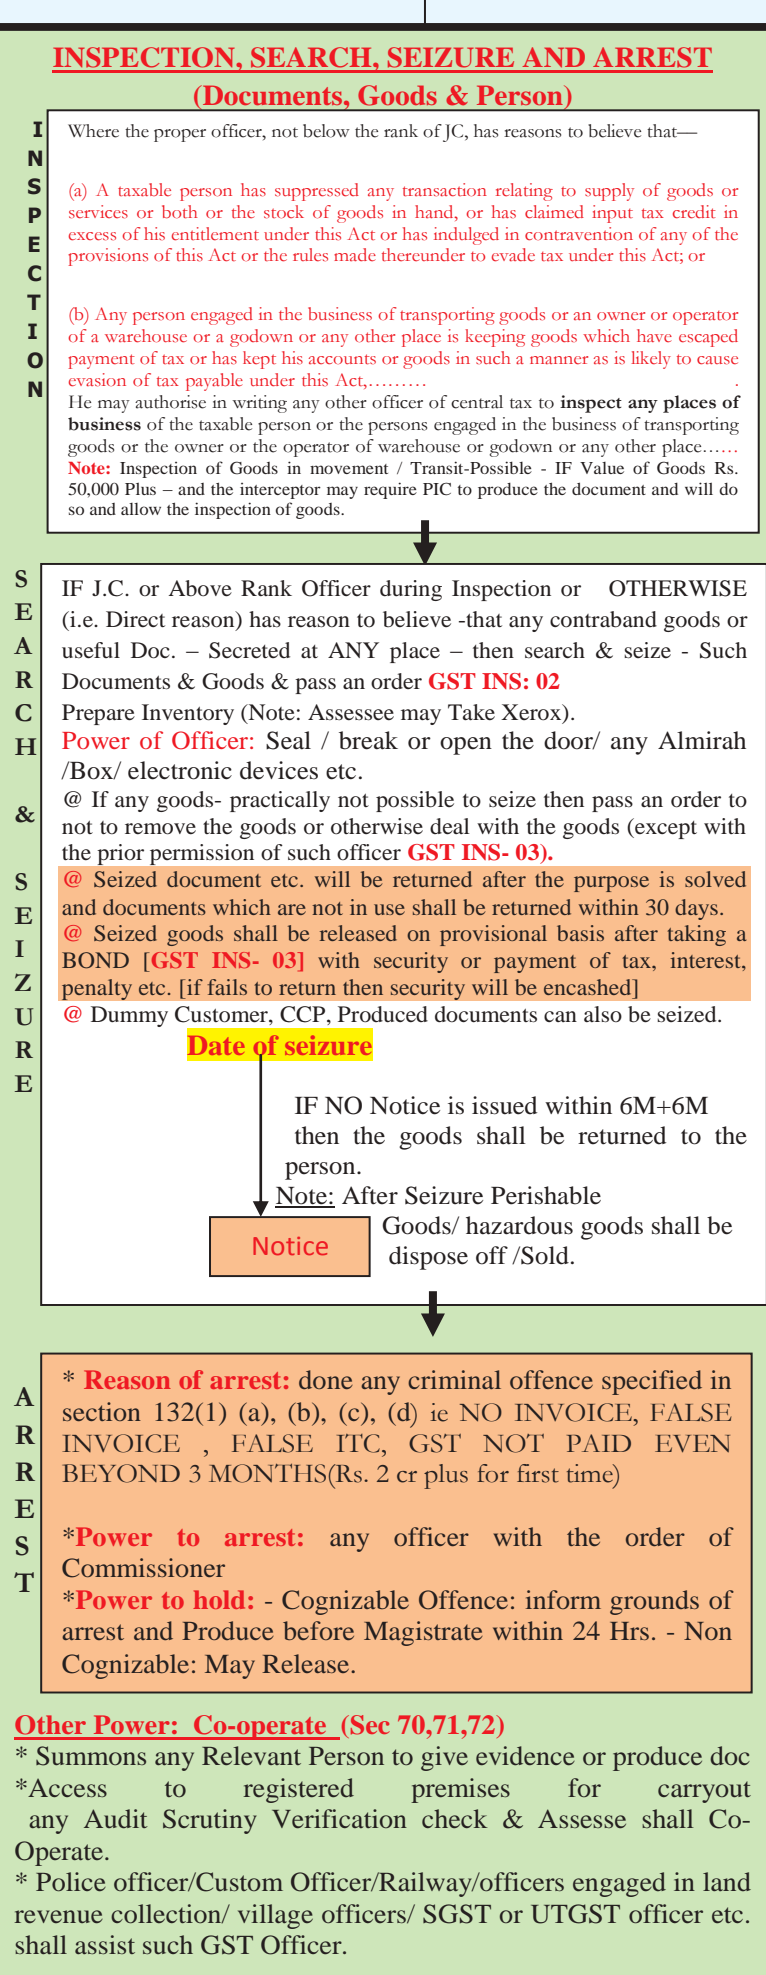 INSPECTION, SEARCH, SEIZURE AND ARREST
(Documents, Goods & Person)
I
N
S
P
E
C
T
I
O
N
Where the proper officer, not below the rank of JC, has reasons to believe that—
(a) A taxable person has suppressed any transaction relating to supply of goods or
services or both or the stock of goods in hand, or has claimed input tax credit in
excess of his entitlement under this Act or has indulged in contravention of any of the
provisions of this Act or the rules made thereunder to evade tax under this Act; or
(b) Any person engaged in the business of transporting goods or an owner or operator
of a warehouse or a godown or any other place is keeping goods which have escaped
payment of tax or has kept his accounts or goods in such a manner as is likely to cause
evasion of tax payable under this Act,……… .
He may authorise in writing any other officer of central tax to inspect any places of
business of the taxable person or the persons engaged in the business of transporting
goods or the owner or the operator of warehouse or godown or any other place……
Note: Inspection of Goods in movement / Transit-Possible - IF Value of Goods Rs.
50,000 Plus – and the interceptor may require PIC to produce the document and will do
so and allow the inspection of goods.
S
E
A
R
C
H
&
S
E
I
Z
U
R
E
IF J.C. or Above Rank Officer during Inspection or OTHERWISE
(i.e. Direct reason) has reason to believe -that any contraband goods or
useful Doc. – Secreted at ANY place – then search & seize - Such
Documents & Goods & pass an order GST INS: 02
Prepare Inventory (Note: Assessee may Take Xerox).
Power of Officer: Seal / break or open the door/ any Almirah
/Box/ electronic devices etc.
@ If any goods- practically not possible to seize then pass an order to
not to remove the goods or otherwise deal with the goods (except with
the prior permission of such officer GST INS- 03).
@ Seized document etc. will be returned after the purpose is solved
and documents which are not in use shall be returned within 30 days.
@ Seized goods shall be released on provisional basis after taking a
BOND [GST INS- 03] with security or payment of tax, interest,
penalty etc. [if fails to return then security will be encashed]
@ Dummy Customer, CCP, Produced documents can also be seized.
Date of seizure
IF NO Notice is issued within 6M+6M
then the goods shall be returned to the
person.
Note: After Seizure Perishable
Goods/ hazardous goods shall be
dispose off /Sold.
Notice
A
R
R
E
S
T
* Reason of arrest: done any criminal offence specified in
section 132(1) (a), (b), (c), (d) ie NO INVOICE, FALSE
INVOICE , FALSE ITC, GST NOT PAID EVEN
BEYOND 3 MONTHS(Rs. 2 cr plus for first time)
*Power to arrest: any officer with the order of
Commissioner
*Power to hold: - Cognizable Offence: inform grounds of
arrest and Produce before Magistrate within 24 Hrs. - Non
Cognizable: May Release.
Other Power: Co-operate (Sec 70,71,72)
* Summons any Relevant Person to give evidence or produce doc
*Access to registered premises for carryout
any Audit Scrutiny Verification check & Assesse shall Co-
Operate.
* Police officer/Custom Officer/Railway/officers engaged in land
revenue collection/ village officers/ SGST or UTGST officer etc.
shall assist such GST Officer.